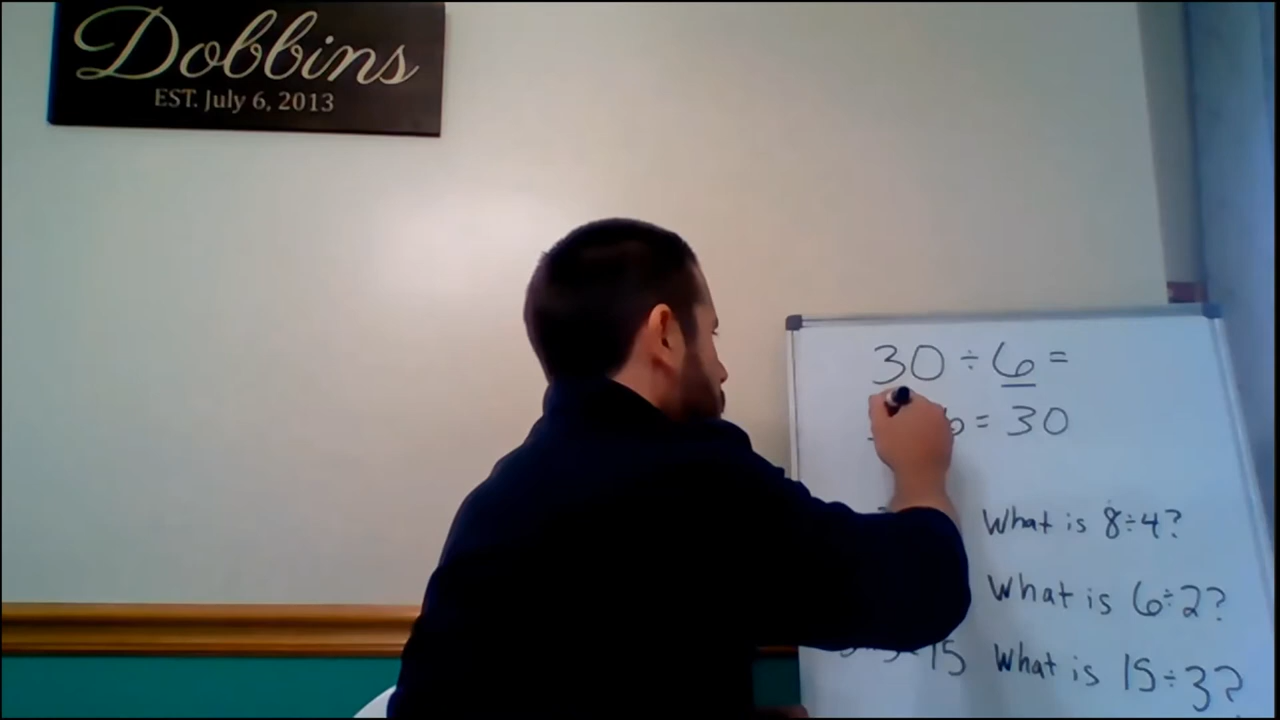 Dobbins
EST. July 6, 2013
30 ÷ 6 =
6 = 30
What is 8÷4?
What is 6÷2?
15 What is 15÷3?